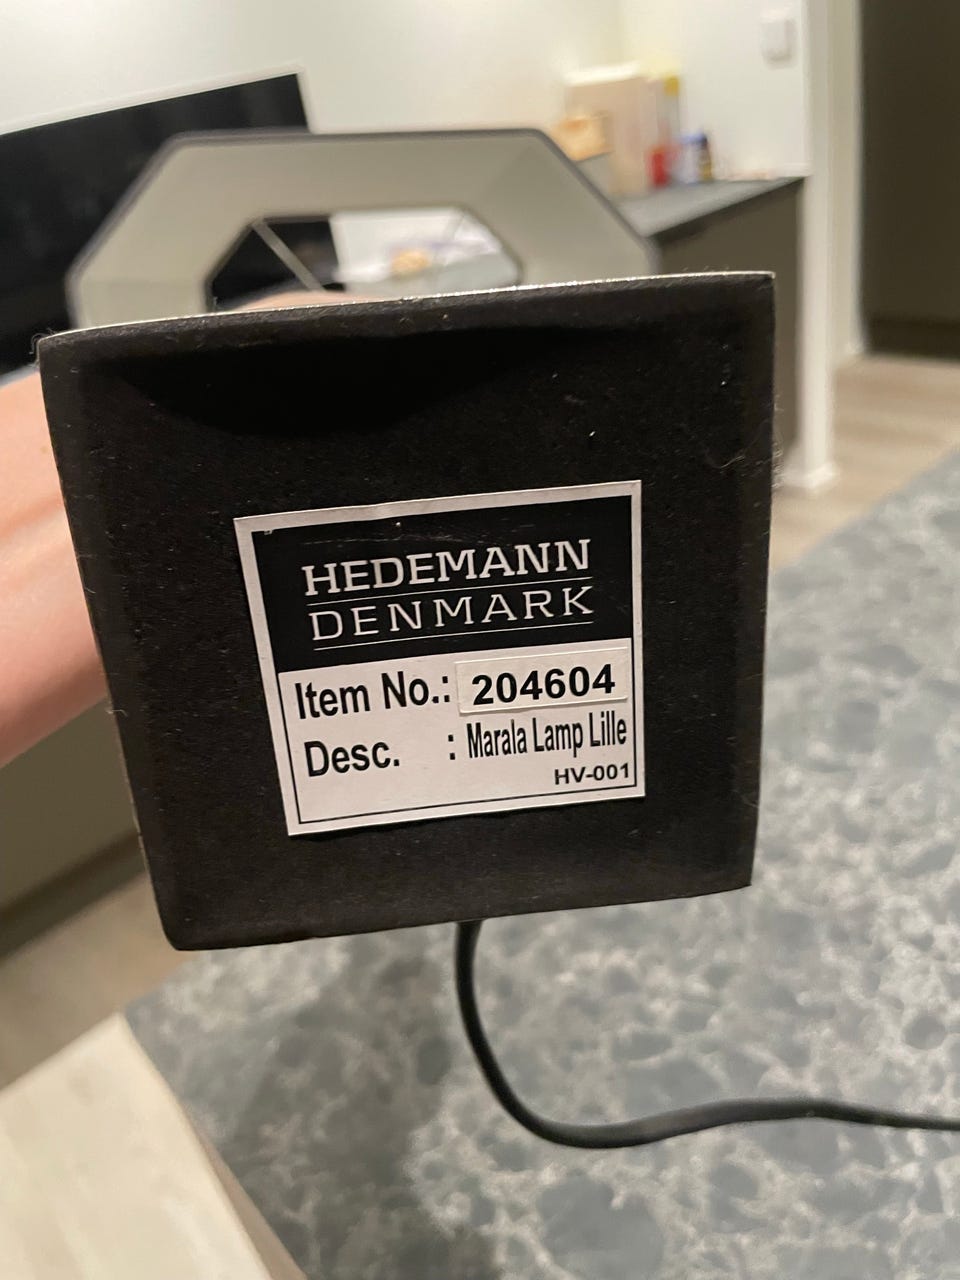 HEDEMANN
DENMARK
Item No.: 204604
Desc. : Marala Lamp Lille
HV-001